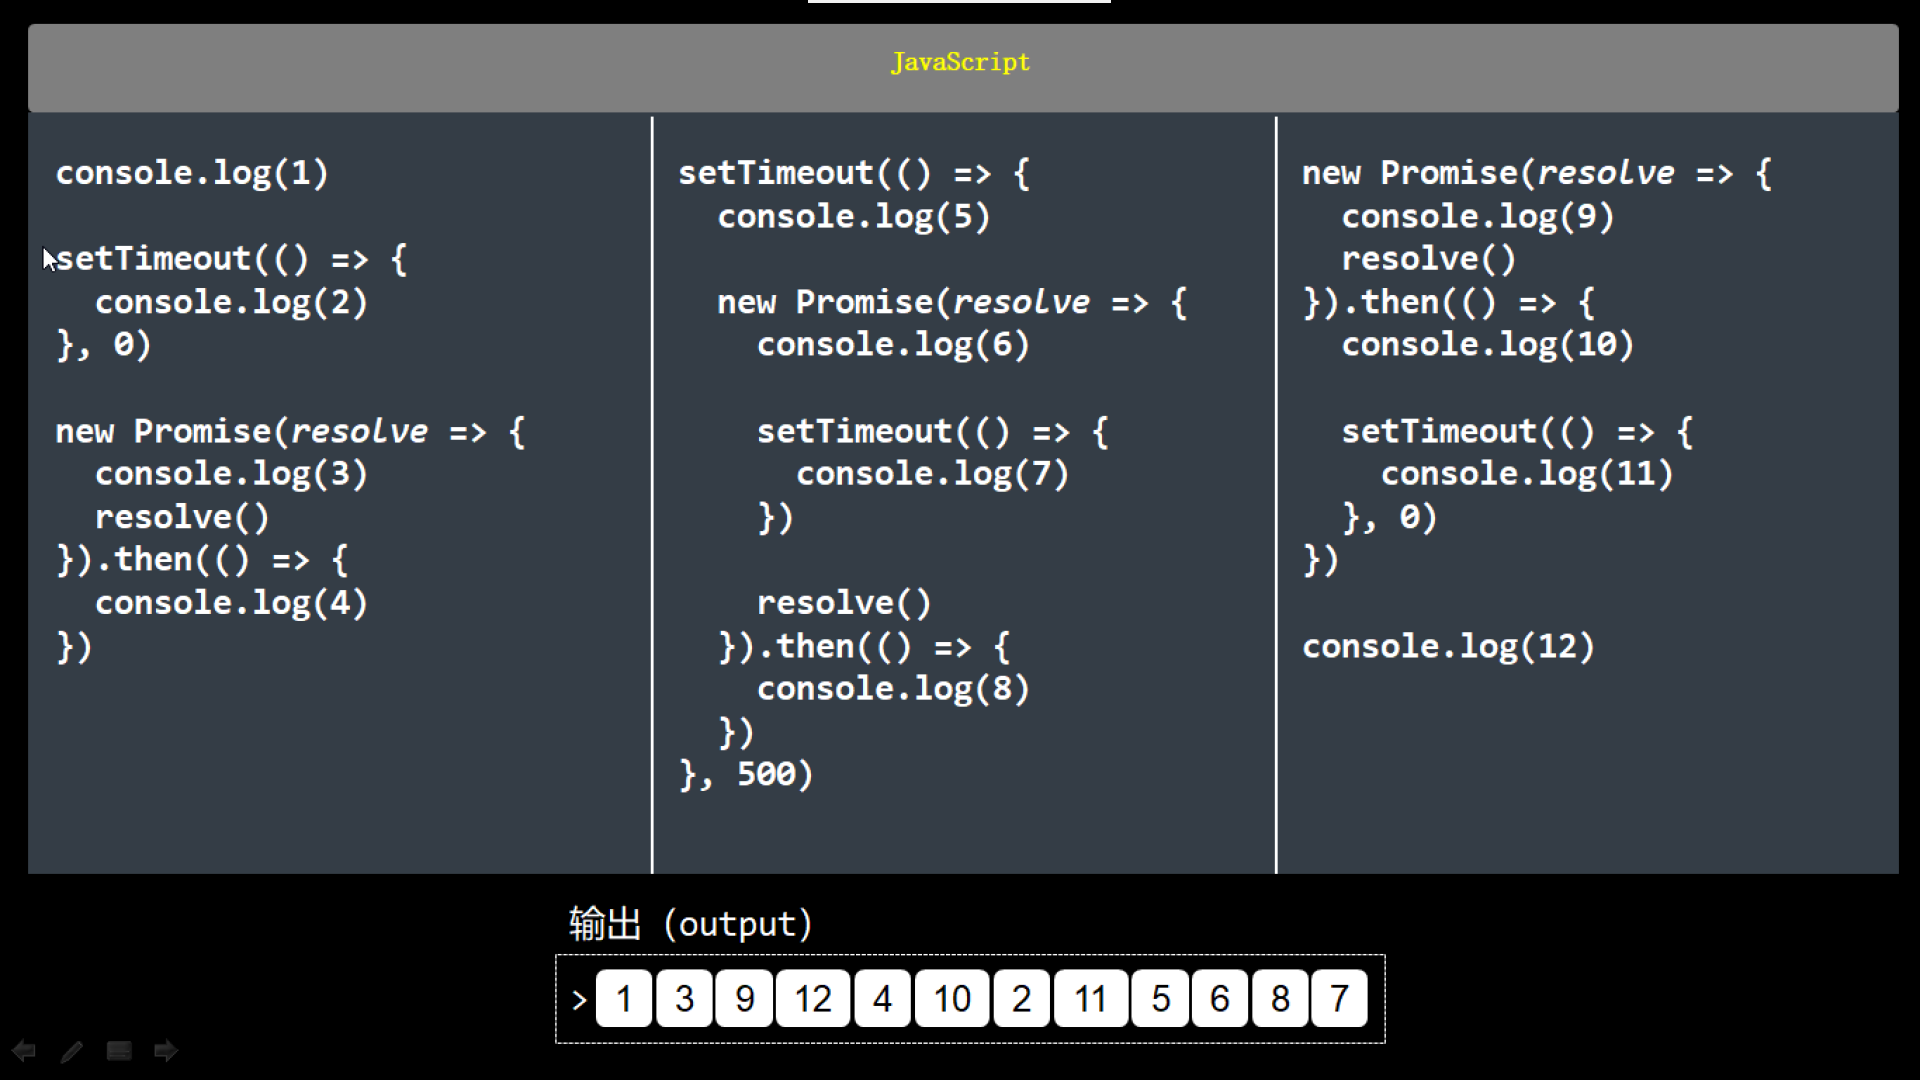 JavaScript
console.log(1)
setTimeout(() => {
  console.log(2)
}, 0)
new Promise(resolve => {
  console.log(3)
  resolve()
}).then(() => {
  console.log(4)
})
setTimeout(() => {
  console.log(5)
  new Promise(resolve => {
    console.log(6)
    setTimeout(() => {
      console.log(7)
    })
    resolve()
  }).then(() => {
    console.log(8)
  })
}, 500)
new Promise(resolve => {
  console.log(9)
  resolve()
}).then(() => {
  console.log(10)
  setTimeout(() => {
    console.log(11)
  }, 0)
})
console.log(12)
输出 (output)
> 1 3 9 12 4 10 2 11 5 6 8 7